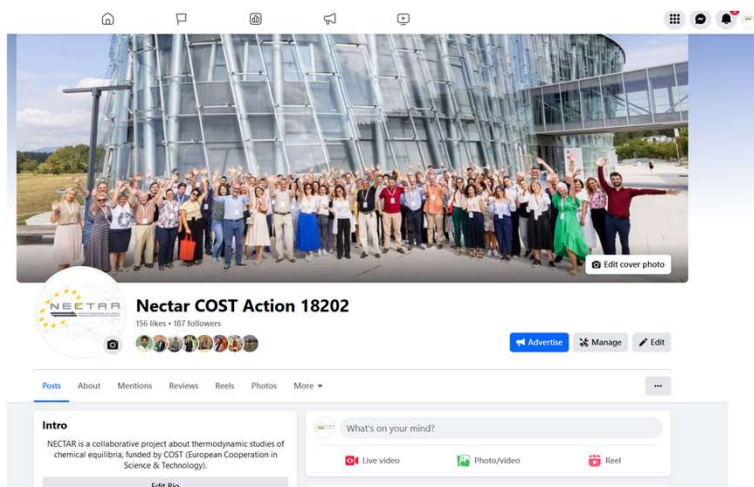 Edit cover photo
NECTAR
Nectar COST Action 18202
156 likes • 187 followers
Advertise
Manage
Edit
Posts
About
Mentions
Reviews
Reels
Photos
More
Intro
NECTAR is a collaborative project about thermodynamic studies of
chemical equilibria, funded by COST (European Cooperation in
Science & Technology).
Edit Bio
What's on your mind?
Live video
Photo/video
Reel